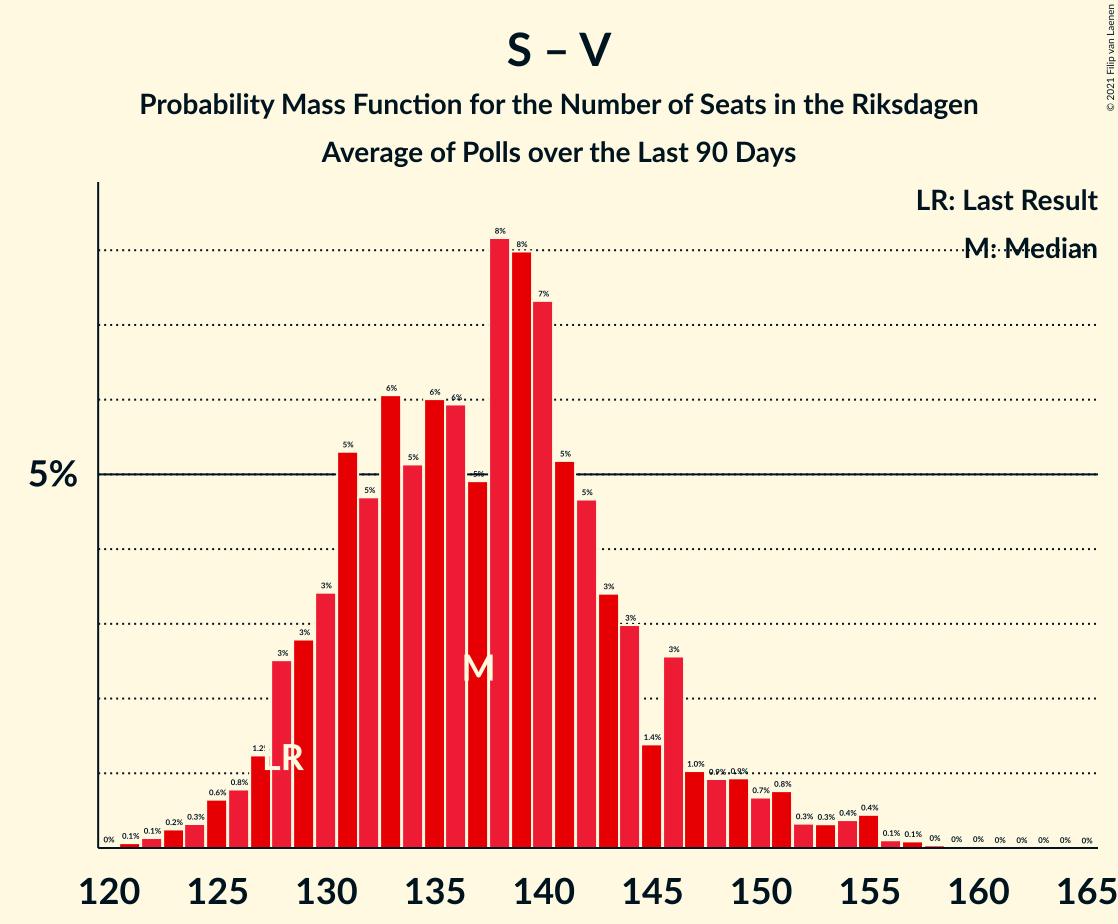 S – V
Probability Mass Function for the Number of Seats in the Riksdagen
Average of Polls over the Last 90 Days
© 2021 Filip van Laenen
LR: Last Result
M: Median
5%
0% 0.1% 0.1% 0.2% 0.3% 0.6% 0.8% 1.2% 3% 3% 3% 5% 5% 6% 5% 6% 6% 5% 8% 8% 7% 5% 5% 3% 3% 1.4% 3% 1.0% 0.9% 0.9% 0.7% 0.8% 0.3% 0.3% 0.4% 0.4% 0.1% 0.1% 0% 0% 0% 0% 0% 0% 0% 0%
LR
M
120 125 130 135 140 145 150 155 160 165